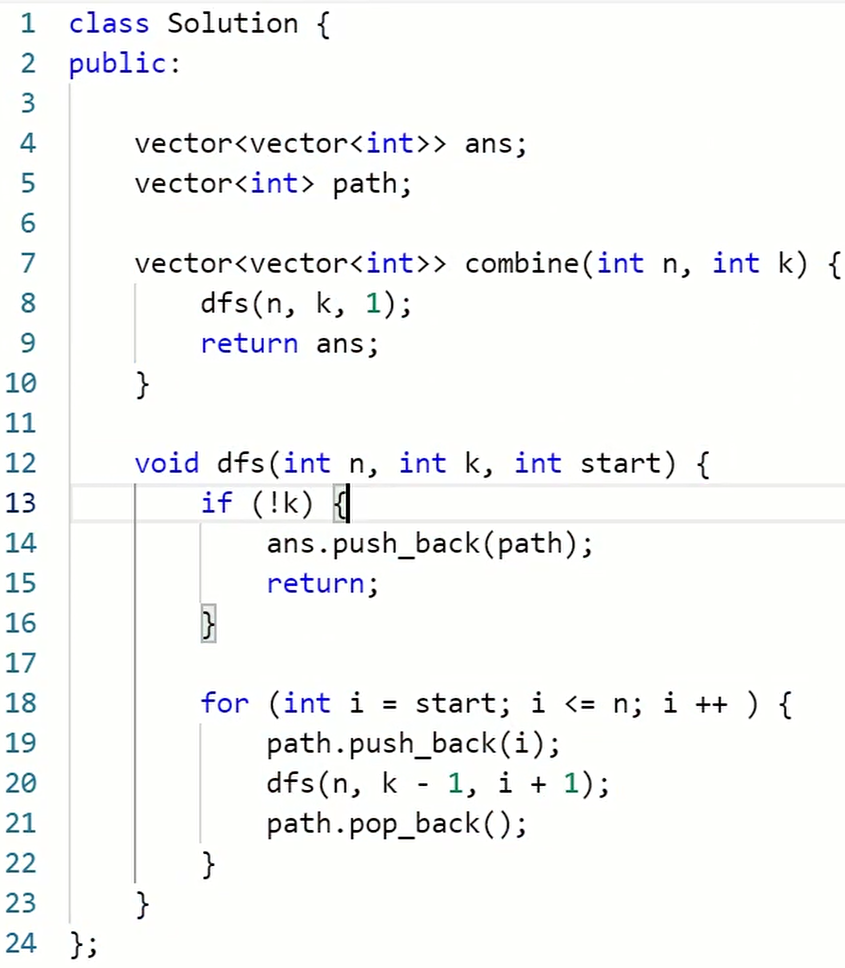 1 class Solution {
2 public:
3
4     vector<vector<int>> ans;
5     vector<int> path;
6
7     vector<vector<int>> combine(int n, int k) {
8         dfs(n, k, 1);
9         return ans;
10     }
11
12     void dfs(int n, int k, int start) {
13         if (!k) {
14             ans.push_back(path);
15             return;
16         }
17
18         for (int i = start; i <= n; i ++ ) {
19             path.push_back(i);
20             dfs(n, k - 1, i + 1);
21             path.pop_back();
22         }
23     }
24 };